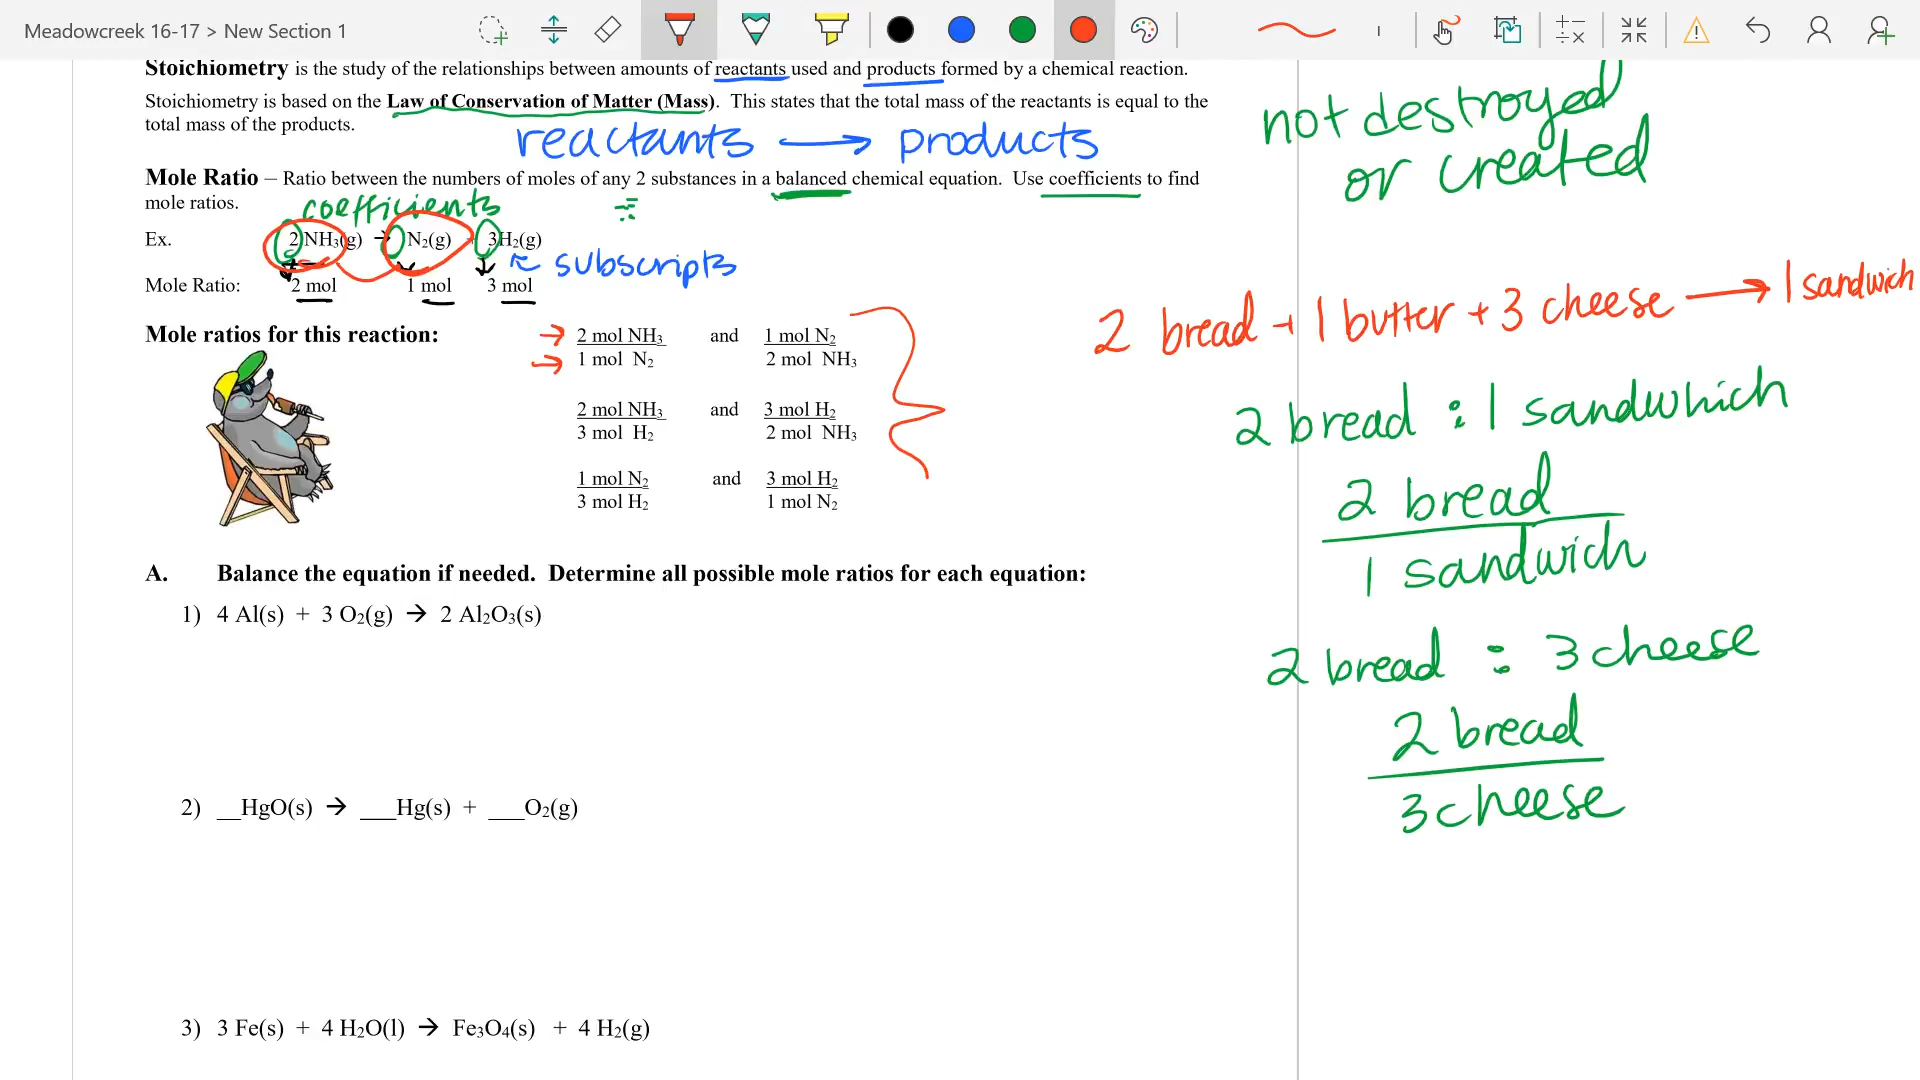 Meadowcreek 16-17 > New Section 1
Stoichiometry is the study of the relationships between amounts of reactants used and products formed by a chemical reaction.
Stoichiometry is based on the Law of Conservation of Matter (Mass).  This states that the total mass of the reactants is equal to the
total mass of the products.
reactants → products
Mole Ratio – Ratio between the numbers of moles of any 2 substances in a balanced chemical equation.  Use coefficients to find
mole ratios.
coefficients
Ex. 2 NH₃(g) → N₂(g) 3H₂(g)
subscripts
Mole Ratio: 2 mol 1 mol 3 mol
Mole ratios for this reaction:
→ 2 mol NH₃ and 1 mol N₂
→ 1 mol N₂ 2 mol NH₃
2 mol NH₃ and 3 mol H₂
3 mol H₂ 2 mol NH₃
1 mol N₂ and 3 mol H₂
3 mol H₂ 1 mol N₂
A. Balance the equation if needed.  Determine all possible mole ratios for each equation:
1) 4 Al(s) + 3 O₂(g) → 2 Al₂O₃(s)
2) __HgO(s) → ___Hg(s) + ___O₂(g)
3) 3 Fe(s) + 4 H₂O(l) → Fe₃O₄(s) + 4 H₂(g)
not destroyed
or created
2 bread + 1 butter + 3 cheese → 1 sandwich
2 bread : 1 sandwhich
2 bread
1 sandwich
2 bread : 3 cheese
2 bread
3 cheese